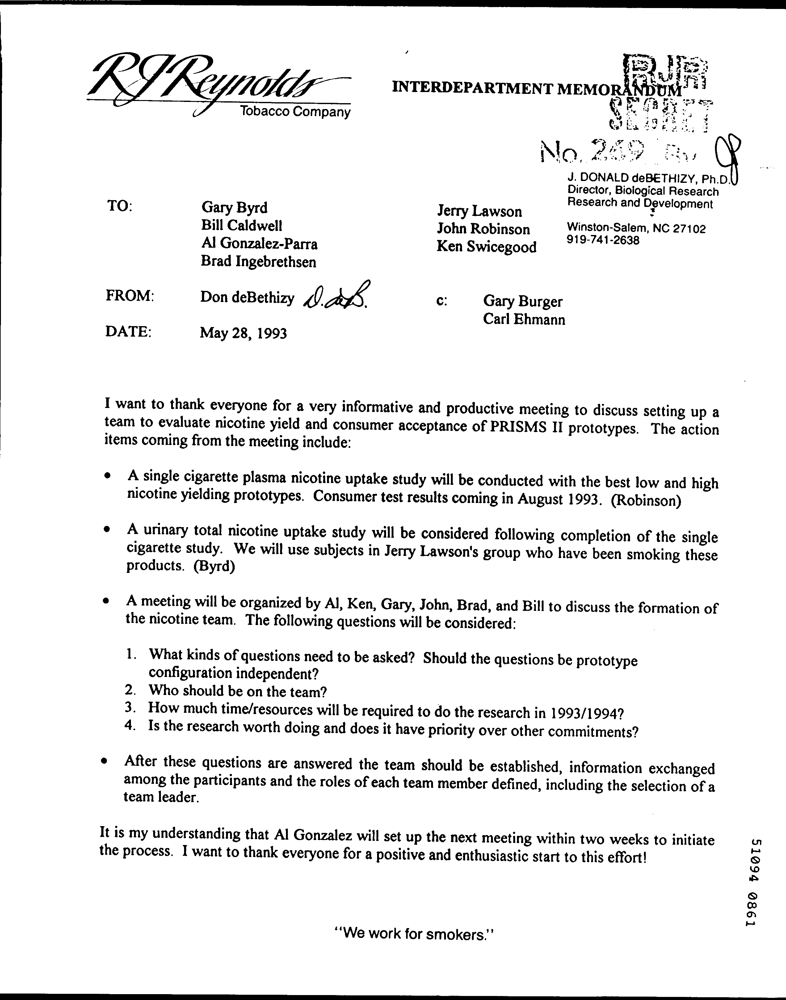 RJReynolds
Tobacco Company
INTERDEPARTMENT MEMORANDUM
RJR
SECRET
No. 269 By
J. DONALD deBETHIZY, Ph.D.
Director, Biological Research
Research and Development
Winston-Salem, NC 27102
919-741-2638
TO: Gary Byrd Jerry Lawson
Bill Caldwell John Robinson
Al Gonzalez-Parra Ken Swicegood
Brad Ingebrethsen
FROM: Don deBethizy D. deB. c: Gary Burger
Carl Ehmann
DATE: May 28, 1993
I want to thank everyone for a very informative and productive meeting to discuss setting up a
team to evaluate nicotine yield and consumer acceptance of PRISMS II prototypes. The action
items coming from the meeting include:
• A single cigarette plasma nicotine uptake study will be conducted with the best low and high
nicotine yielding prototypes. Consumer test results coming in August 1993. (Robinson)
• A urinary total nicotine uptake study will be considered following completion of the single
cigarette study. We will use subjects in Jerry Lawson's group who have been smoking these
products. (Byrd)
• A meeting will be organized by Al, Ken, Gary, John, Brad, and Bill to discuss the formation of
the nicotine team. The following questions will be considered:
1. What kinds of questions need to be asked? Should the questions be prototype
configuration independent?
2. Who should be on the team?
3. How much time/resources will be required to do the research in 1993/1994?
4. Is the research worth doing and does it have priority over other commitments?
• After these questions are answered the team should be established, information exchanged
among the participants and the roles of each team member defined, including the selection of a
team leader.
It is my understanding that Al Gonzalez will set up the next meeting within two weeks to initiate
the process. I want to thank everyone for a positive and enthusiastic start to this effort!
"We work for smokers."
51094 0861